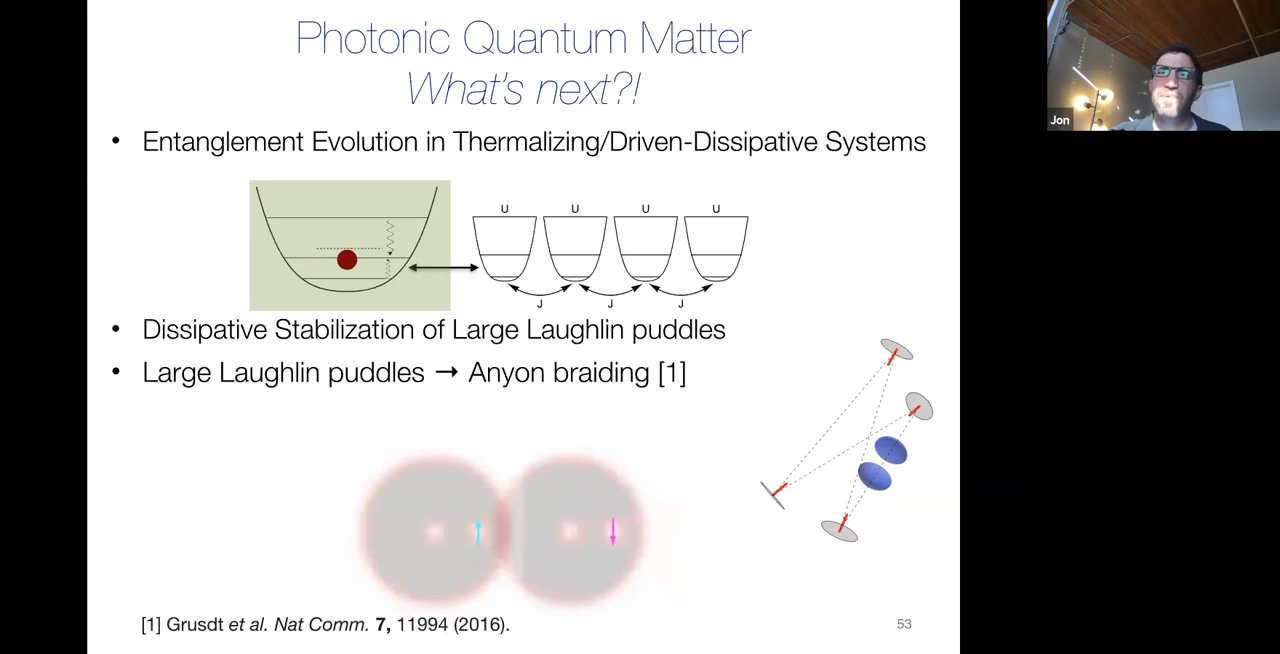 Photonic Quantum Matter
What's next?!
Jon
• Entanglement Evolution in Thermalizing/Driven-Dissipative Systems
U U U U
J J J
• Dissipative Stabilization of Large Laughlin puddles
• Large Laughlin puddles → Anyon braiding [1]
[1] Grusdt et al. Nat Comm. 7, 11994 (2016).
53